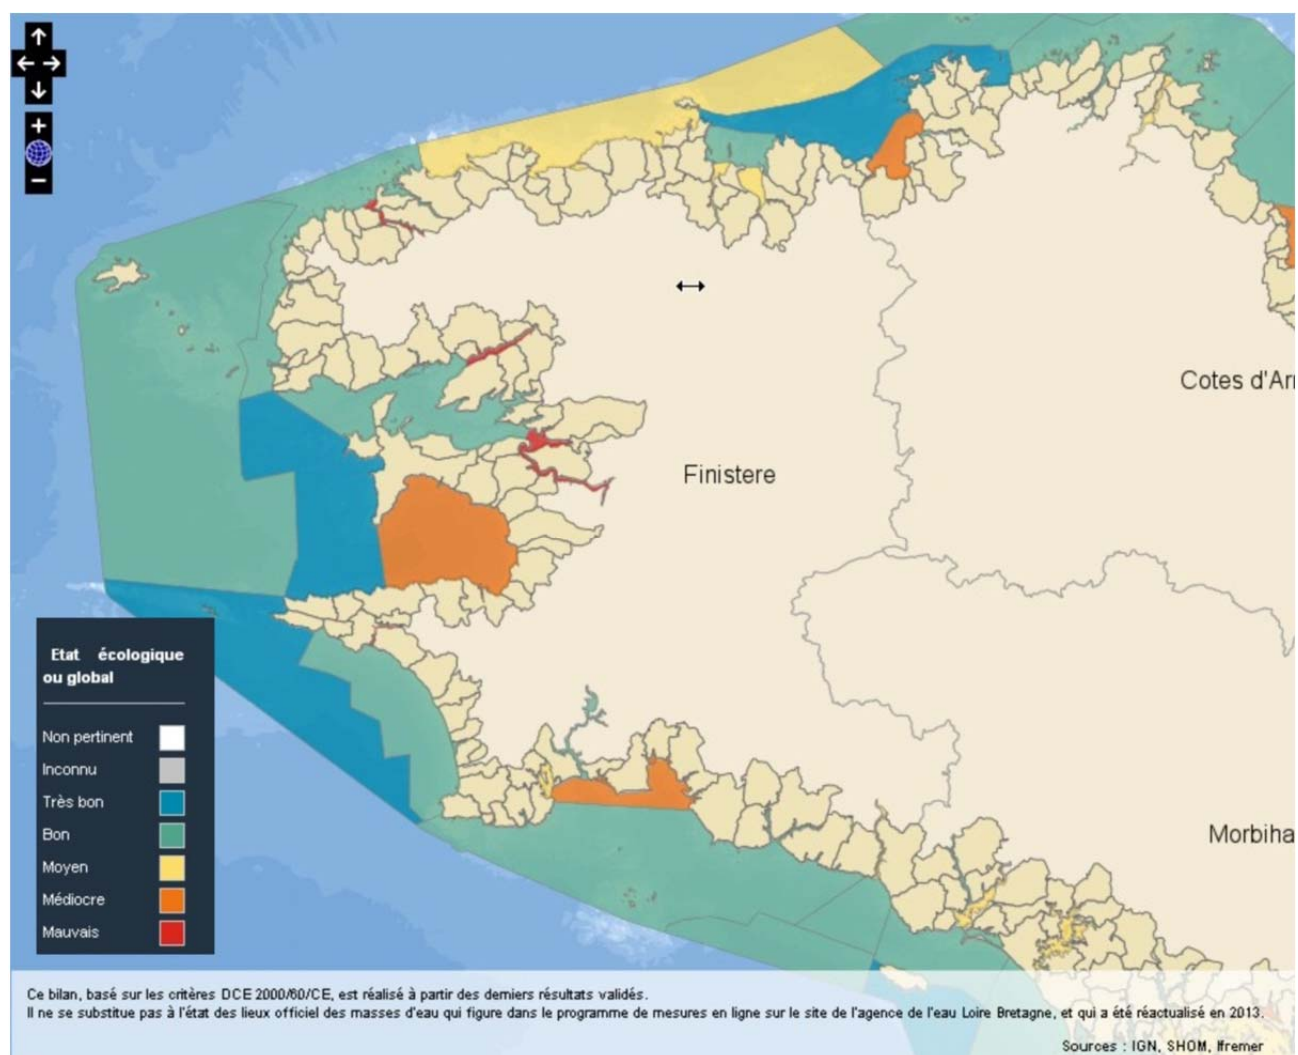 Cotes d'Ar
Finistere
Morbiha
Etat écologique
ou global
Non pertinent
Inconnu
Très bon
Bon
Moyen
Médiocre
Mauvais
Ce bilan, basé sur les critères DCE 2000/60/CE, est réalisé à partir des derniers résultats validés.
Il ne se substitue pas à l'état des lieux officiel des masses d'eau qui figure dans le programme de mesures en ligne sur le site de l'agence de l'eau Loire Bretagne, et qui a été réactualisé en 2013.
Sources : IGN, SHOM, Ifremer